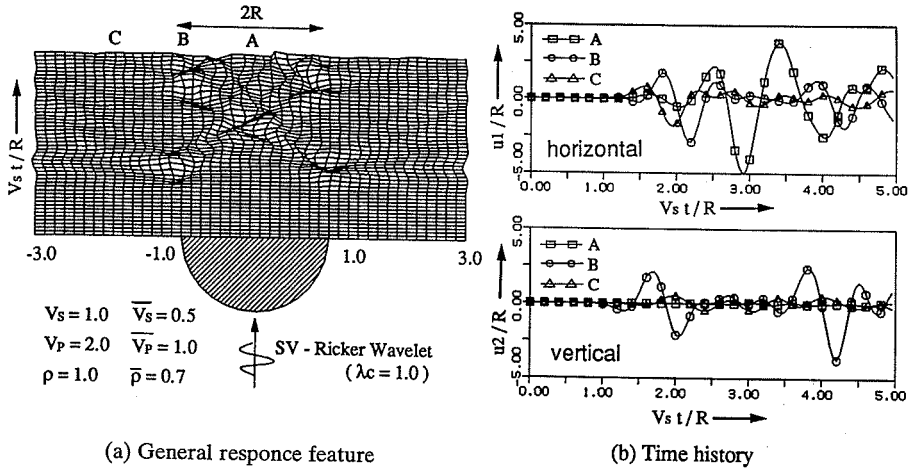 2R
C B A
Vs t / R
-3.0 -1.0 1.0 3.0
Vs = 1.0 V̅s = 0.5
VP = 2.0 V̅P = 1.0
ρ = 1.0 ρ̅ = 0.7
SV - Ricker Wavelet
( λc = 1.0 )
(a) General responce feature
5.00
0.00
-5.00
u1 / R
A
B
C
horizontal
0.00 1.00 2.00 3.00 4.00 5.00
Vs t / R
5.00
0.00
-5.00
u2 / R
A
B
C
vertical
0.00 1.00 2.00 3.00 4.00 5.00
Vs t / R
(b) Time history